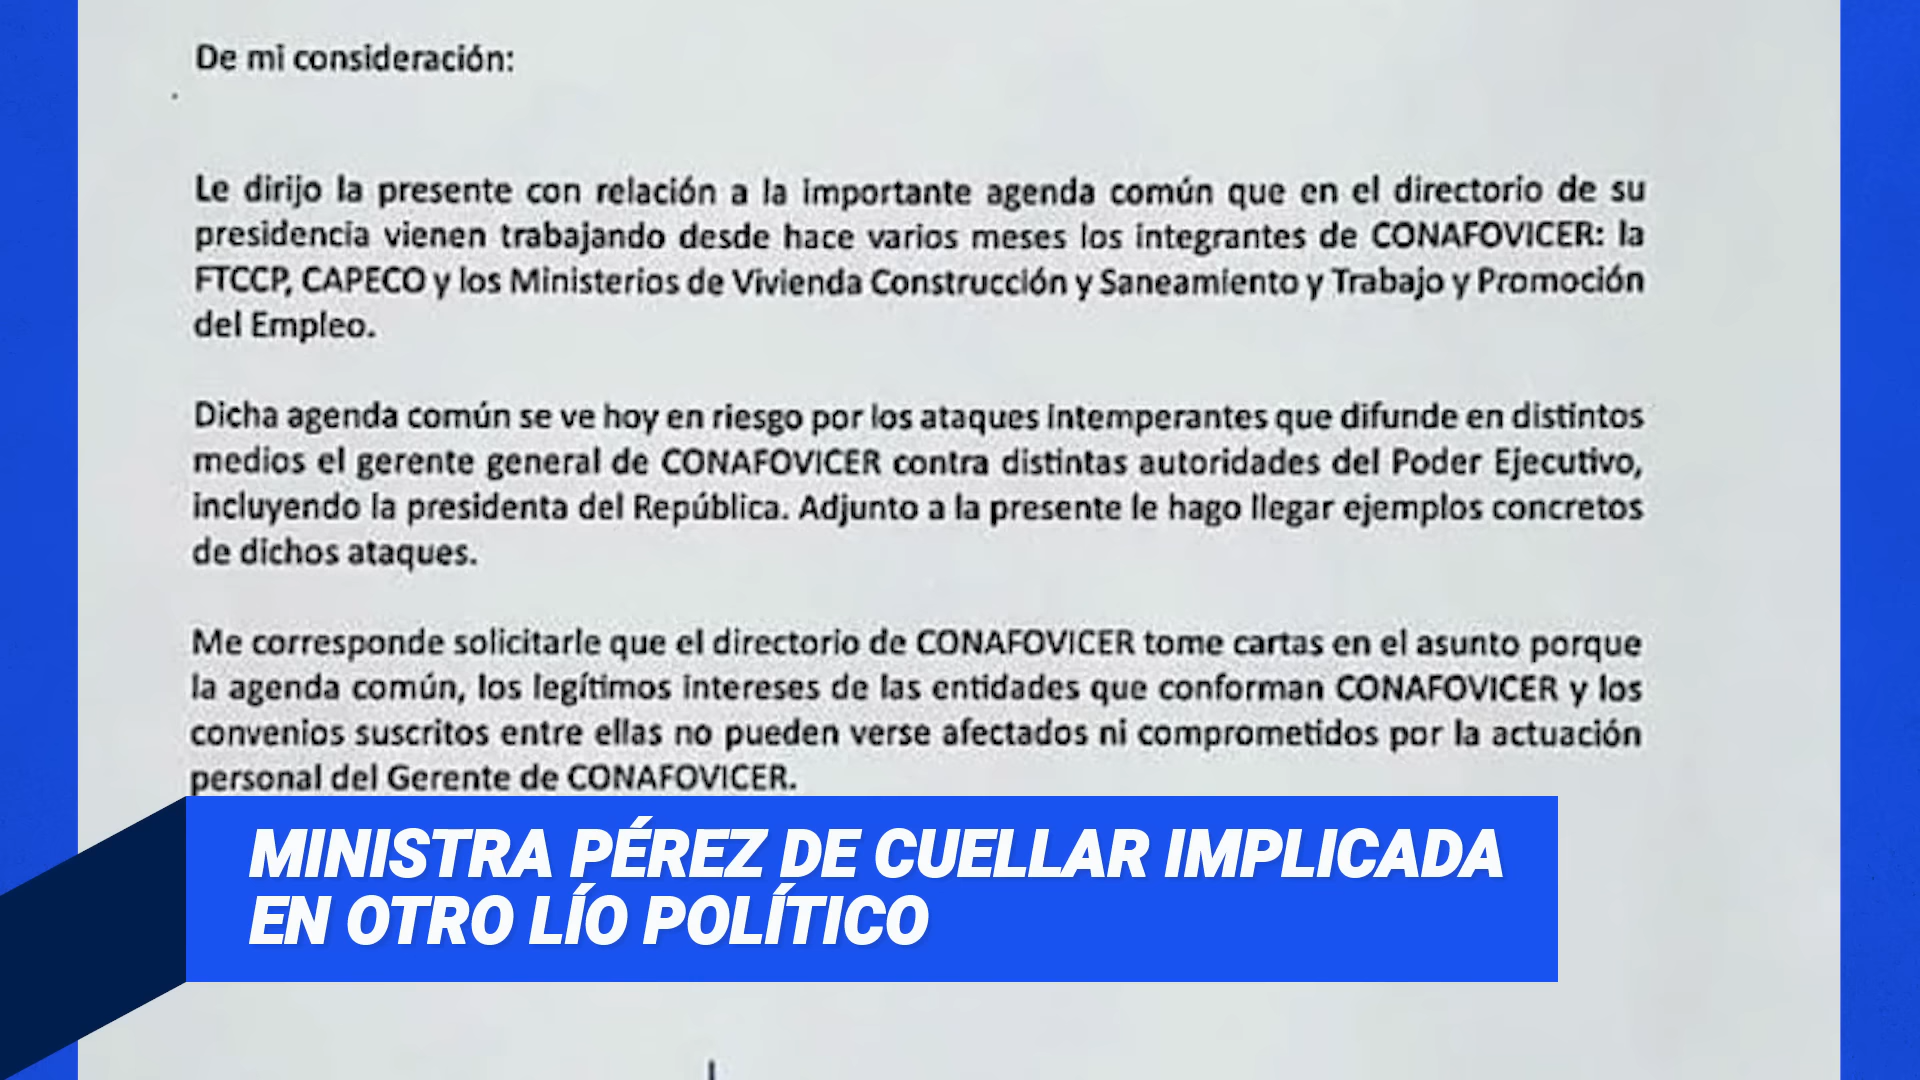 De mi consideración:
Le dirijo la presente con relación a la importante agenda común que en el directorio de su
presidencia vienen trabajando desde hace varios meses los integrantes de CONAFOVICER: la
FTCCP, CAPECO y los Ministerios de Vivienda Construcción y Saneamiento y Trabajo y Promoción
del Empleo.
Dicha agenda común se ve hoy en riesgo por los ataques intemperantes que difunde en distintos
medios el gerente general de CONAFOVICER contra distintas autoridades del Poder Ejecutivo,
incluyendo la presidenta del República. Adjunto a la presente le hago llegar ejemplos concretos
de dichos ataques.
Me corresponde solicitarle que el directorio de CONAFOVICER tome cartas en el asunto porque
la agenda común, los legítimos intereses de las entidades que conforman CONAFOVICER y los
convenios suscritos entre ellas no pueden verse afectados ni comprometidos por la actuación
personal del Gerente de CONAFOVICER.
MINISTRA PÉREZ DE CUELLAR IMPLICADA
EN OTRO LÍO POLÍTICO